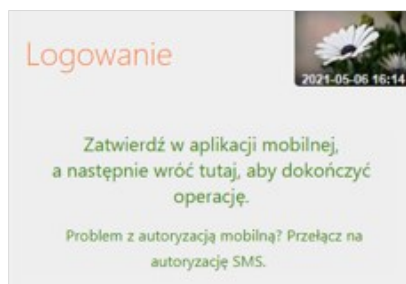 Logowanie
2021-05-06 16:14
Zatwierdź w aplikacji mobilnej,
a następnie wróć tutaj, aby dokończyć
operację.
Problem z autoryzacją mobilną? Przełącz na
autoryzację SMS.